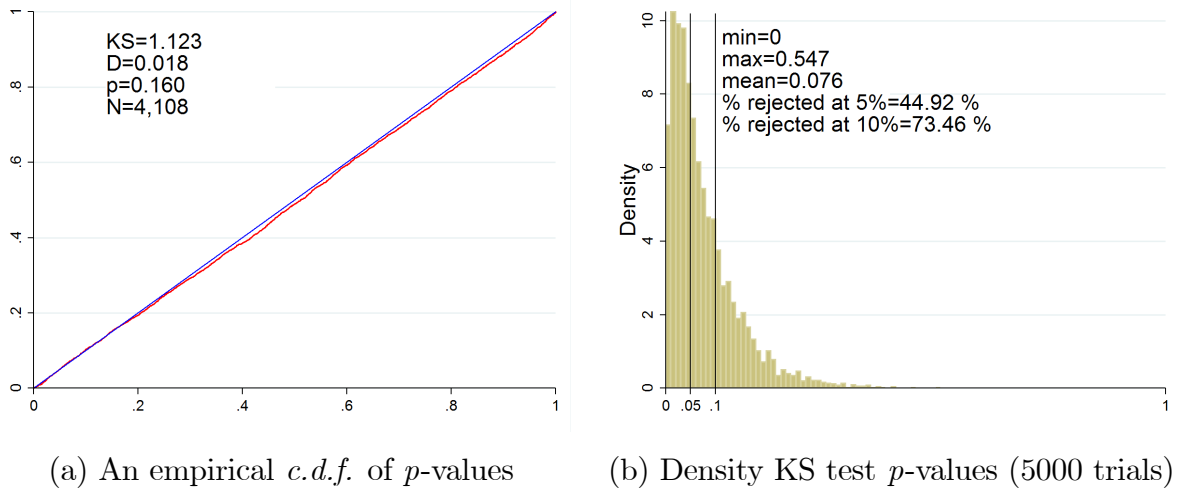 KS=1.123
D=0.018
p=0.160
N=4,108
1
.8
.6
.4
.2
0
0 .2 .4 .6 .8 1
(a) An empirical c.d.f. of p-values
min=0
max=0.547
mean=0.076
% rejected at 5%=44.92 %
% rejected at 10%=73.46 %
Density
10
8
6
4
2
0
0 .05 .1 1
(b) Density KS test p-values (5000 trials)